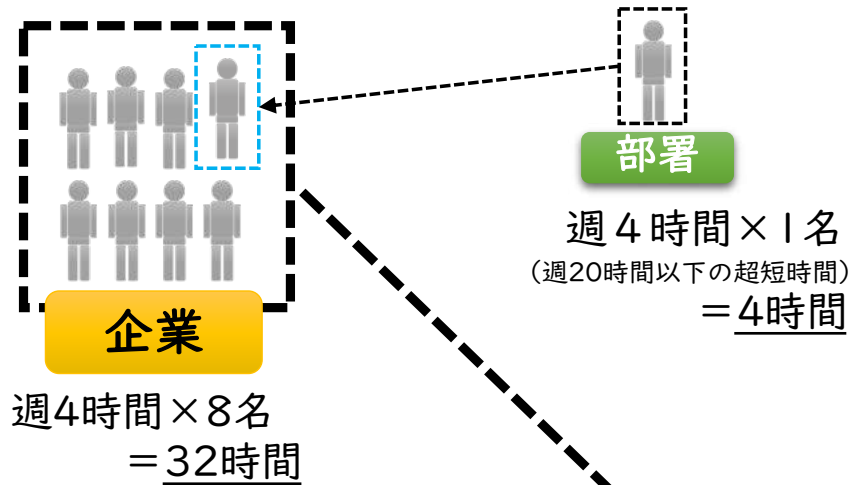 部署
週４時間×1名
(週20時間以下の超短時間)
＝4時間
企業
週4時間×8名
＝32時間